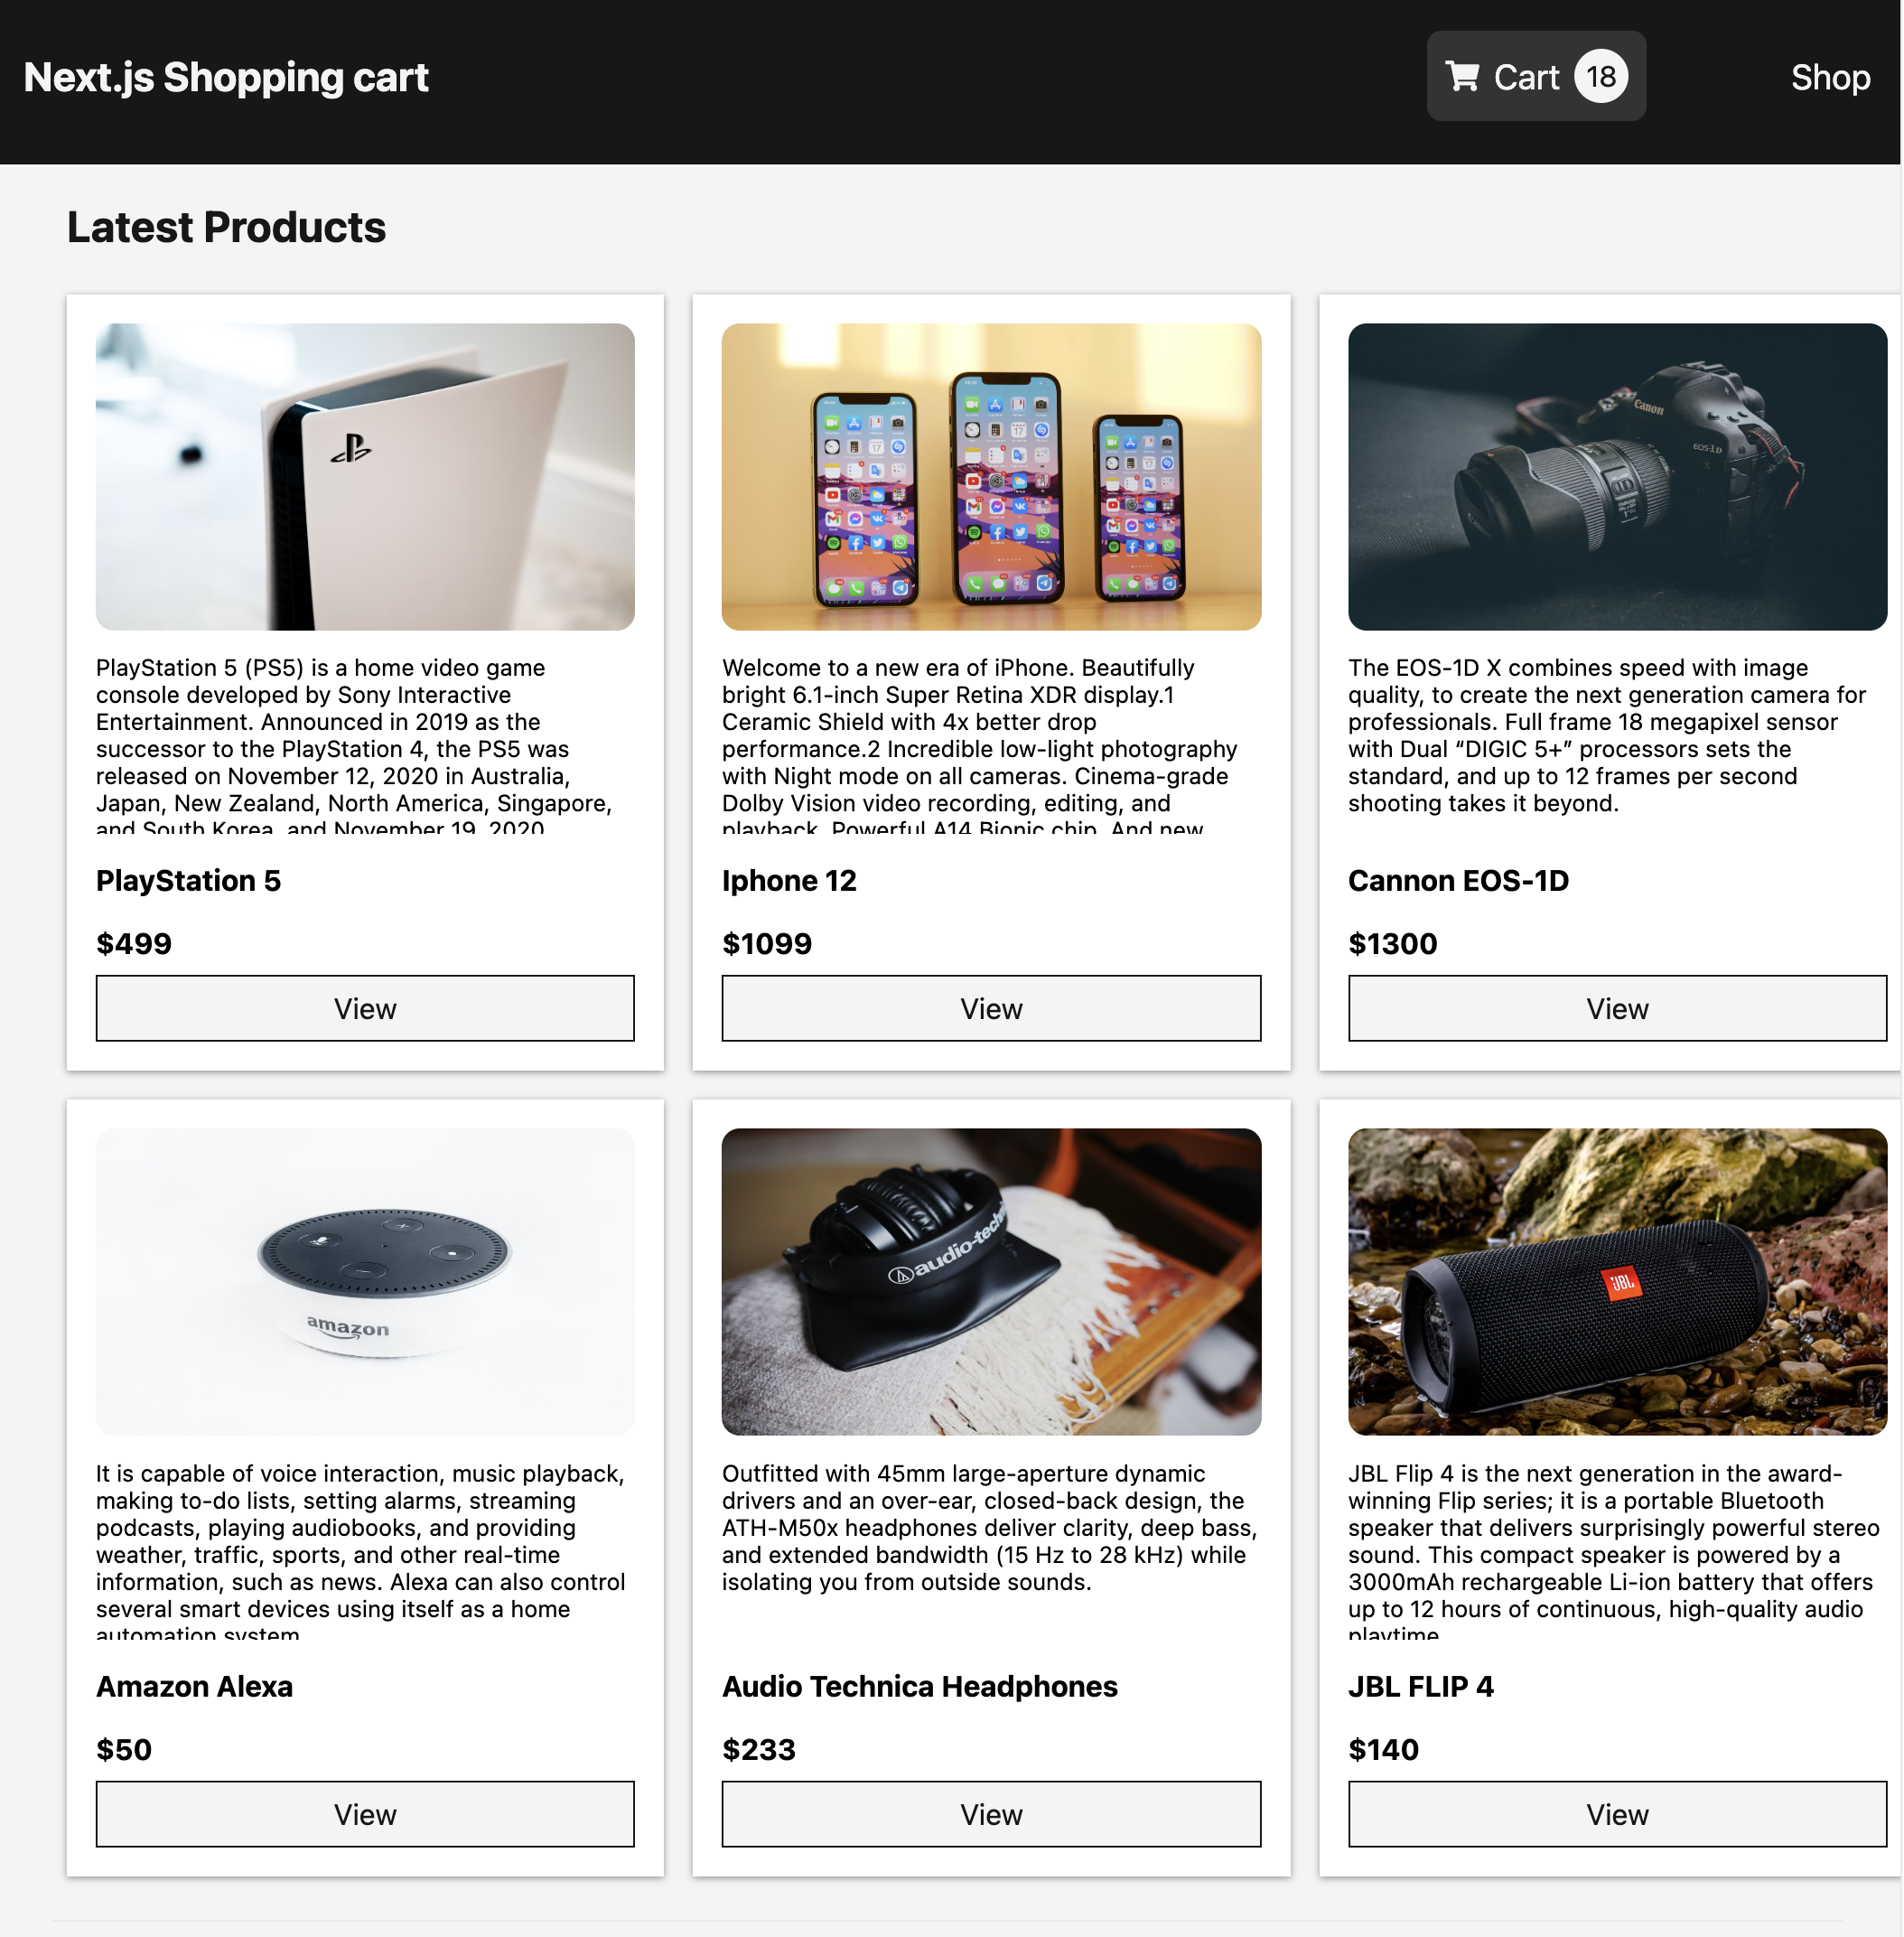 Next.js Shopping cart
Cart 18
Shop
Latest Products
PlayStation 5 (PS5) is a home video game
console developed by Sony Interactive
Entertainment. Announced in 2019 as the
successor to the PlayStation 4, the PS5 was
released on November 12, 2020 in Australia,
Japan, New Zealand, North America, Singapore,
and South Korea, and November 19, 2020
PlayStation 5
$499
View
Welcome to a new era of iPhone. Beautifully
bright 6.1-inch Super Retina XDR display.1
Ceramic Shield with 4x better drop
performance.2 Incredible low-light photography
with Night mode on all cameras. Cinema-grade
Dolby Vision video recording, editing, and
playback. Powerful A14 Bionic chip. And new
Iphone 12
$1099
View
Canon
EOS-1D
The EOS-1D X combines speed with image
quality, to create the next generation camera for
professionals. Full frame 18 megapixel sensor
with Dual “DIGIC 5+” processors sets the
standard, and up to 12 frames per second
shooting takes it beyond.
Cannon EOS-1D
$1300
View
amazon
It is capable of voice interaction, music playback,
making to-do lists, setting alarms, streaming
podcasts, playing audiobooks, and providing
weather, traffic, sports, and other real-time
information, such as news. Alexa can also control
several smart devices using itself as a home
automation system
Amazon Alexa
$50
View
audio-techni
Outfitted with 45mm large-aperture dynamic
drivers and an over-ear, closed-back design, the
ATH-M50x headphones deliver clarity, deep bass,
and extended bandwidth (15 Hz to 28 kHz) while
isolating you from outside sounds.
Audio Technica Headphones
$233
View
JBL
JBL Flip 4 is the next generation in the award-
winning Flip series; it is a portable Bluetooth
speaker that delivers surprisingly powerful stereo
sound. This compact speaker is powered by a
3000mAh rechargeable Li-ion battery that offers
up to 12 hours of continuous, high-quality audio
playtime
JBL FLIP 4
$140
View